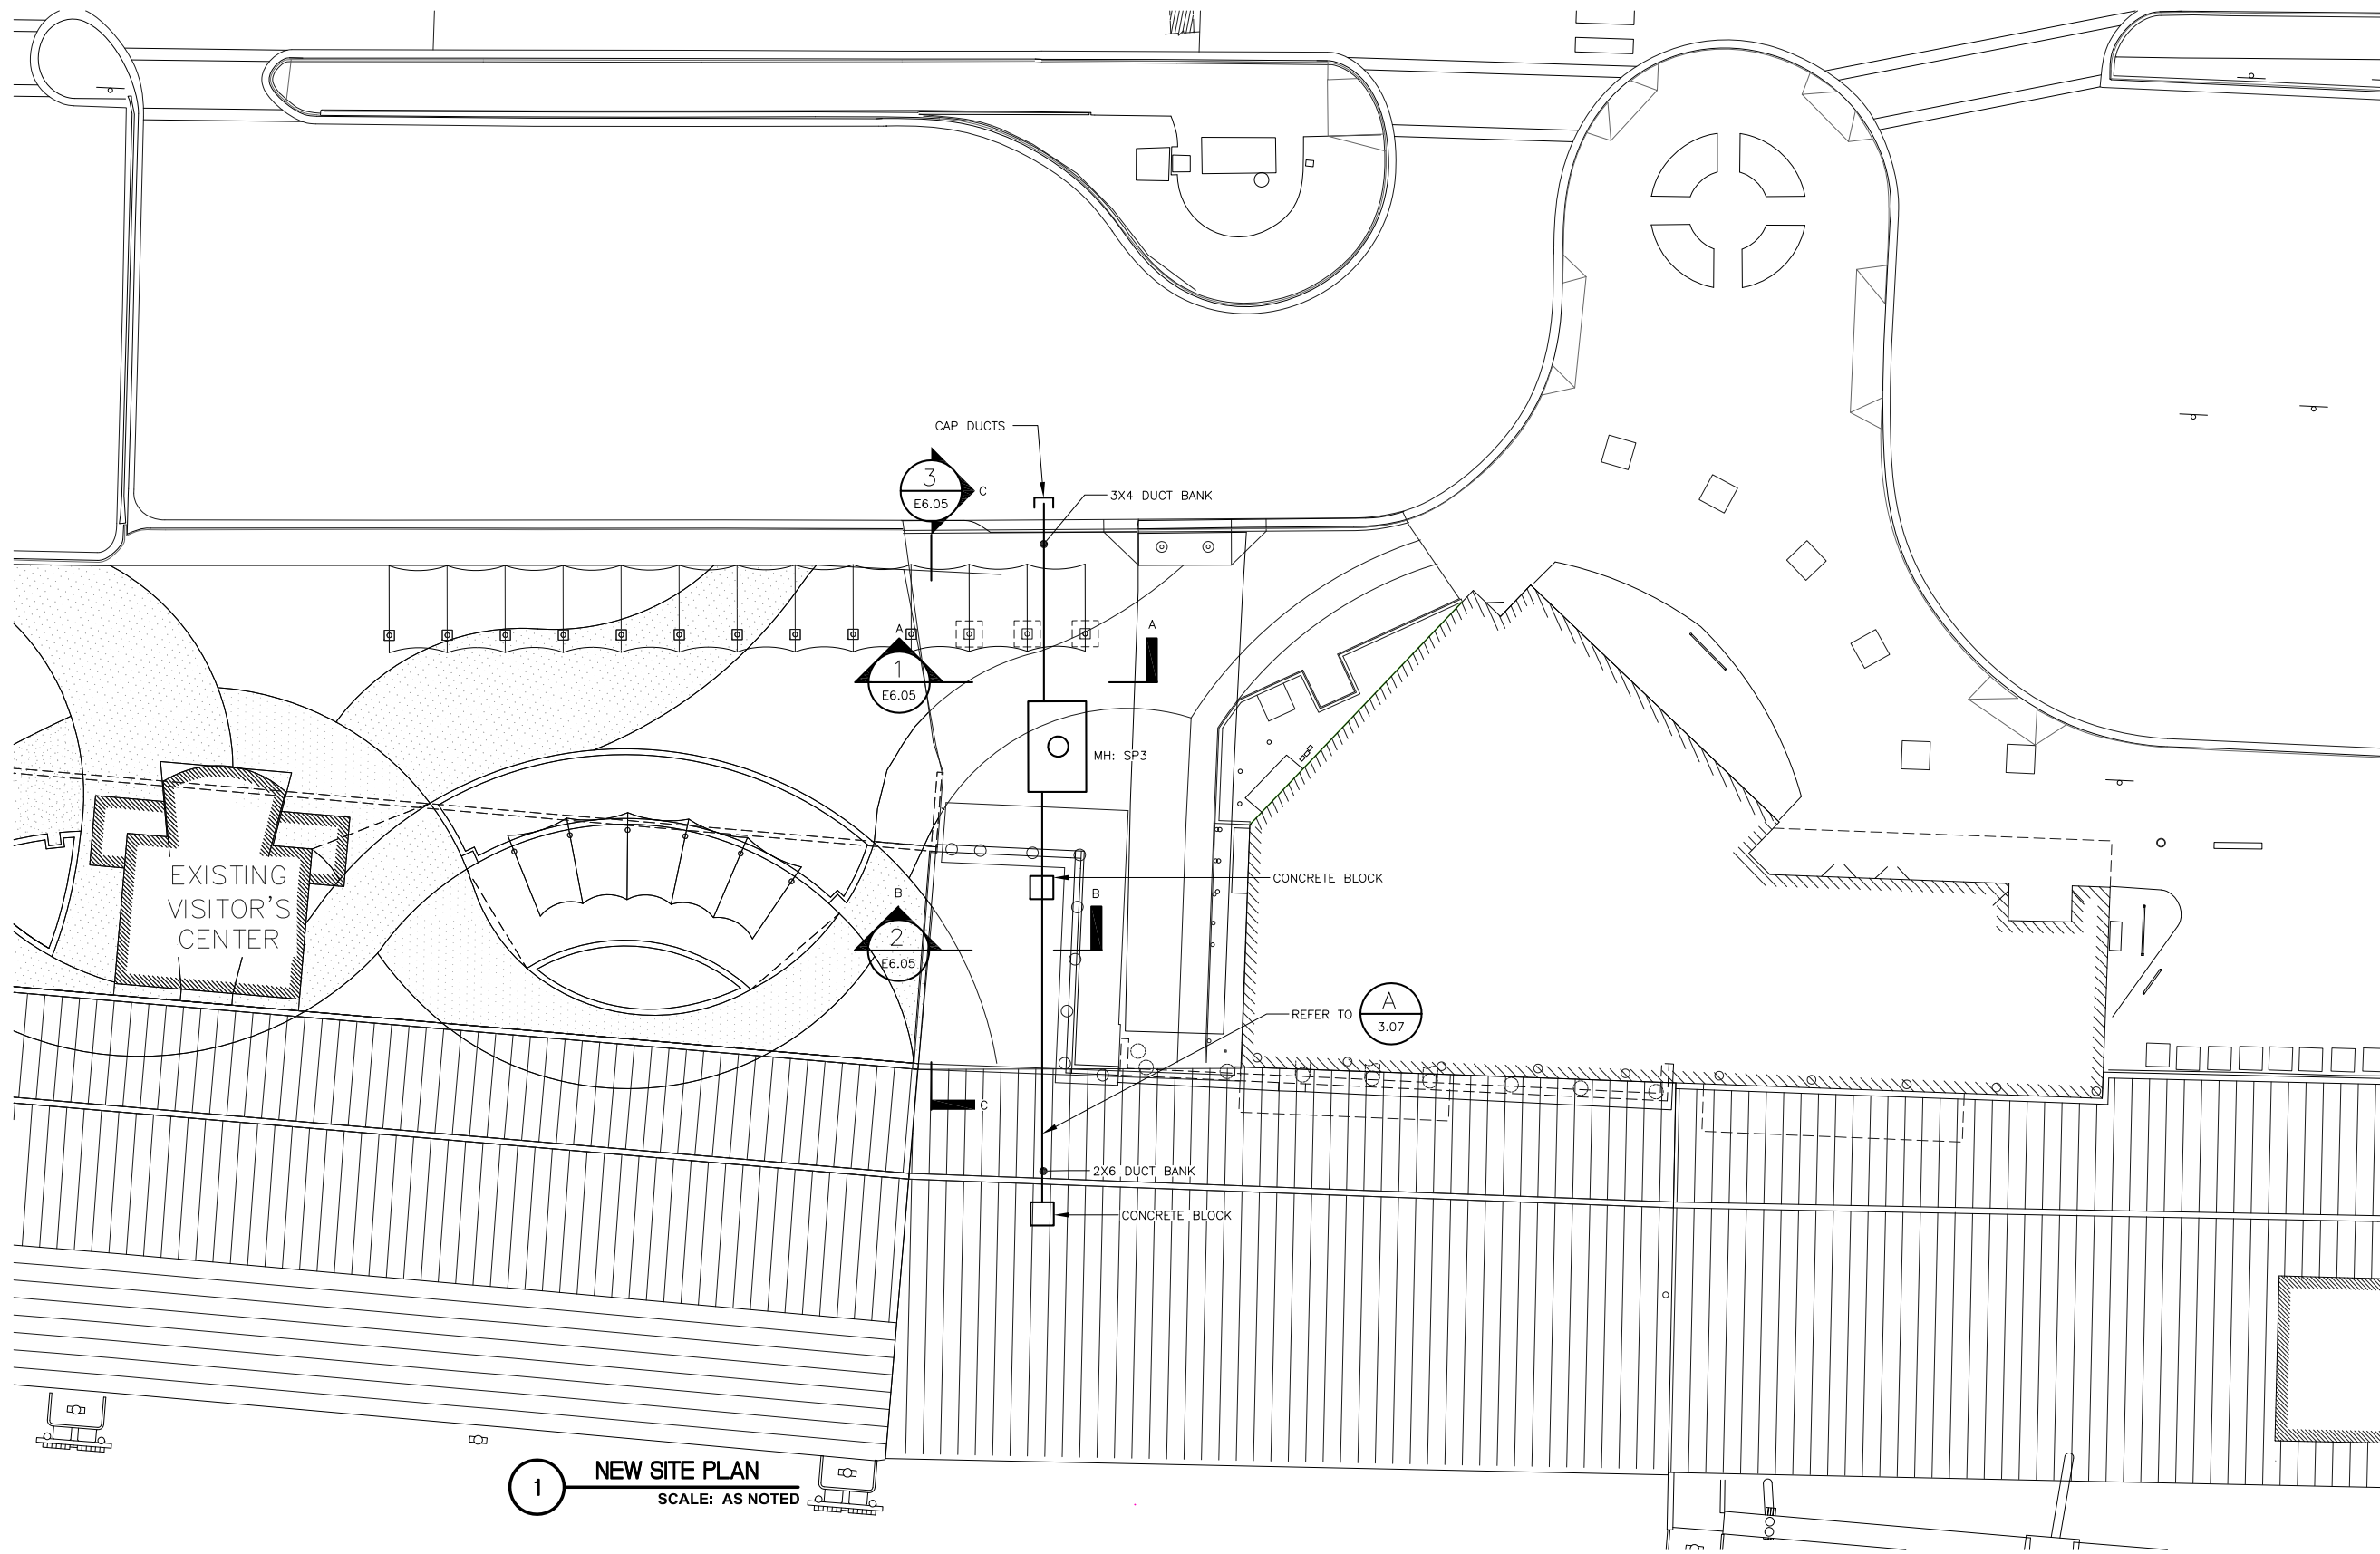 CAP DUCTS
3
E6.05
C
3X4 DUCT BANK
A
A
1
E6.05
MH: SP3
EXISTING
VISITOR'S
CENTER
CONCRETE BLOCK
B
B
2
E6.05
REFER TO
A
3.07
C
2X6 DUCT BANK
CONCRETE BLOCK
1
NEW SITE PLAN
SCALE: AS NOTED